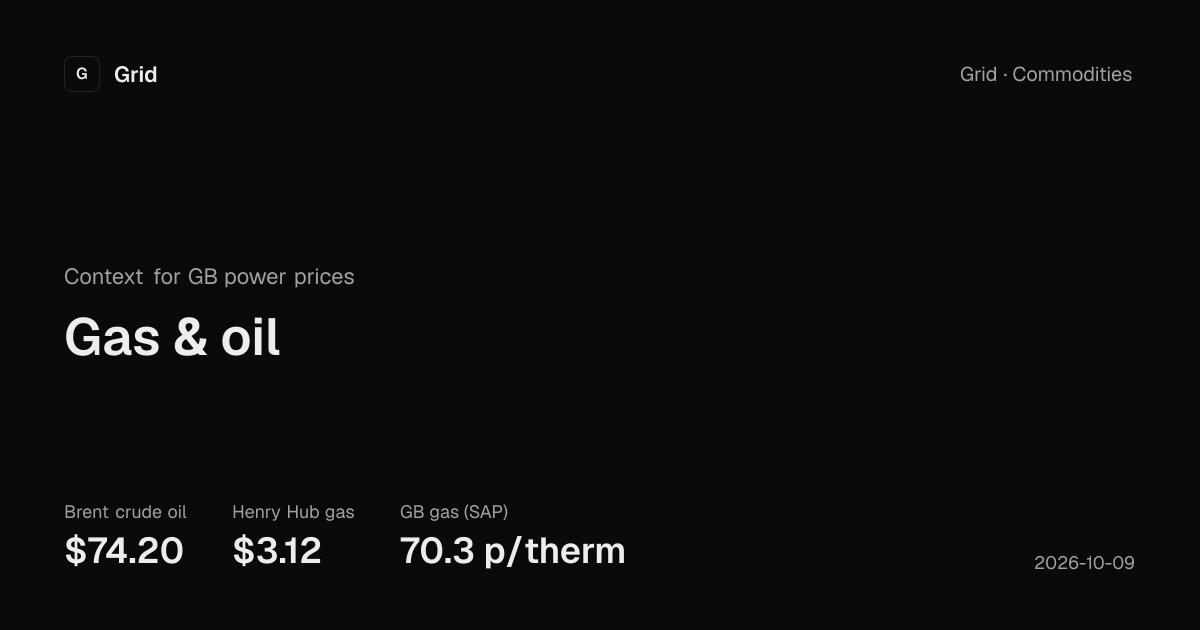 G Grid
Grid · Commodities
Context for GB power prices
Gas & oil
Brent crude oil
$74.20
Henry Hub gas
$3.12
GB gas (SAP)
70.3 p/therm
2026-10-09